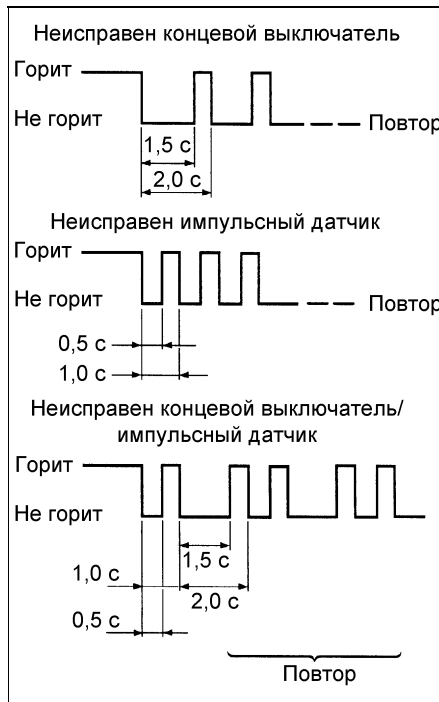 Неисправен концевой выключатель
Горит
Не горит
Повтор
1,5 с
2,0 с
Неисправен импульсный датчик
Горит
Не горит
Повтор
0,5 с
1,0 с
Неисправен концевой выключатель/
импульсный датчик
Горит
Не горит
1,5 с
1,0 с
2,0 с
0,5 с
Повтор